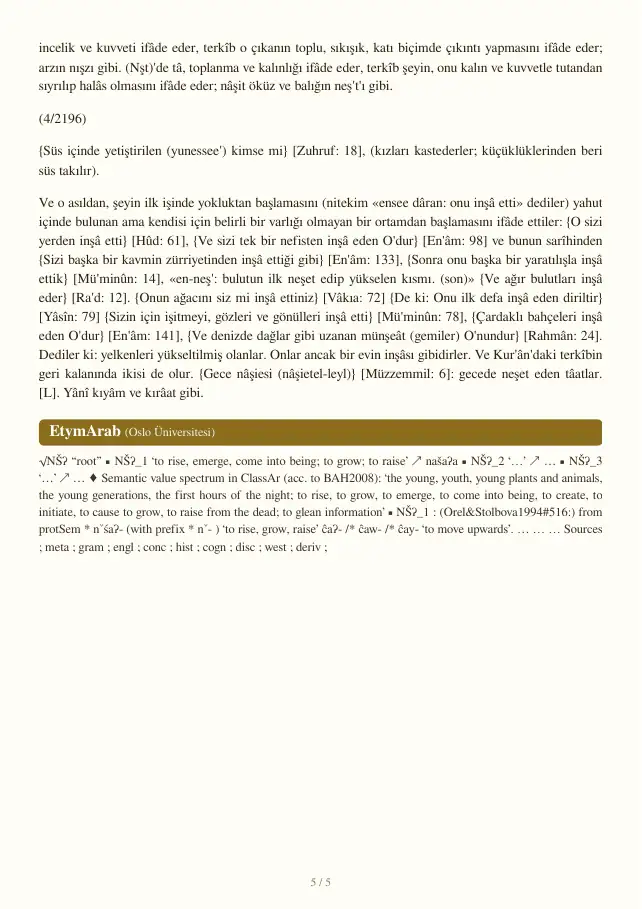 incelik ve kuvveti ifâde eder, terkîb o çıkanın toplu, sıkışık, katı biçimde çıkıntı yapmasını ifâde eder;
arzın nışzı gibi. (Nşt)'de tâ, toplanma ve kalınlığı ifâde eder, terkîb şeyin, onu kalın ve kuvvetle tutandan
sıyrılıp halâs olmasını ifâde eder; nâşit öküz ve balığın neş't'ı gibi.
(4/2196)
{Süs içinde yetiştirilen (yunessee') kimse mi} [Zuhruf: 18], (kızları kastederler; küçüklüklerinden beri
süs takılır).
Ve o asıldan, şeyin ilk işinde yokluktan başlamasını (nitekim «ensee dâran: onu inşâ etti» dediler) yahut
içinde bulunan ama kendisi için belirli bir varlığı olmayan bir ortamdan başlamasını ifâde ettiler: {O sizi
yerden inşâ etti} [Hûd: 61], {Ve sizi tek bir nefisten inşâ eden O'dur} [En'âm: 98] ve bunun sarîhinden
{Sizi başka bir kavmin zürriyetinden inşâ ettiği gibi} [En'âm: 133], {Sonra onu başka bir yaratılışla inşâ
ettik} [Mü'minûn: 14], «en-neş': bulutun ilk neşet edip yükselen kısmı. (son)» {Ve ağır bulutları inşâ
eder} [Ra'd: 12]. {Onun ağacını siz mi inşâ ettiniz} [Vâkıa: 72] {De ki: Onu ilk defa inşâ eden diriltir}
[Yâsîn: 79] {Sizin için işitmeyi, gözleri ve gönülleri inşâ etti} [Mü'minûn: 78], {Çardaklı bahçeleri inşâ
eden O'dur} [En'âm: 141], {Ve denizde dağlar gibi uzanan münşeât (gemiler) O'nundur} [Rahmân: 24].
Dediler ki: yelkenleri yükseltilmiş olanlar. Onlar ancak bir evin inşâsı gibidirler. Ve Kur'ân'daki terkîbin
geri kalanında ikisi de olur. {Gece nâşiesi (nâşietel-leyl)} [Müzzemmil: 6]: gecede neşet eden tâatlar.
[L]. Yânî kıyâm ve kırâat gibi.
EtymArab (Oslo Üniversitesi)
√NŠʔ “root” ▪ NŠʔ_1 ‘to rise, emerge, come into being; to grow; to raise’ ↗ našaʔa ▪ NŠʔ_2 ‘…’ ↗ … ▪ NŠʔ_3
‘…’ ↗ … ♦ Semantic value spectrum in ClassAr (acc. to BAH2008): ‘the young, youth, young plants and animals,
the young generations, the first hours of the night; to rise, to grow, to emerge, to come into being, to create, to
initiate, to cause to grow, to raise from the dead; to glean information’ ▪ NŠʔ_1 : (Orel&Stolbova1994#516:) from
protSem * nˇśaʔ- (with prefix * nˇ- ) ‘to rise, grow, raise’ ĉaʔ- /* ĉaw- /* ĉay- ‘to move upwards’. … … … Sources
; meta ; gram ; engl ; conc ; hist ; cogn ; disc ; west ; deriv ;
5 / 5